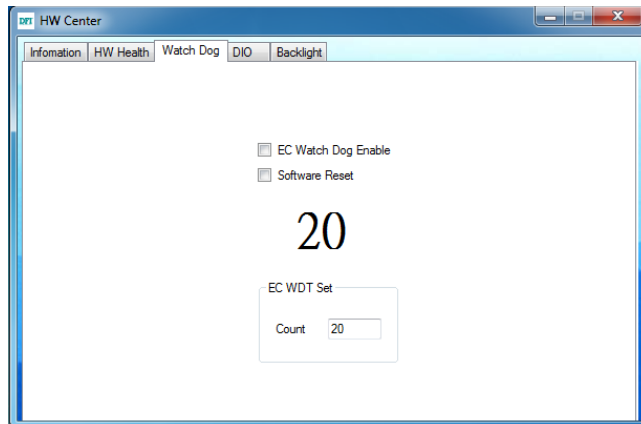 DFI HW Center
Infomation HW Health Watch Dog DIO Backlight
EC Watch Dog Enable
Software Reset
20
EC WDT Set
Count 20